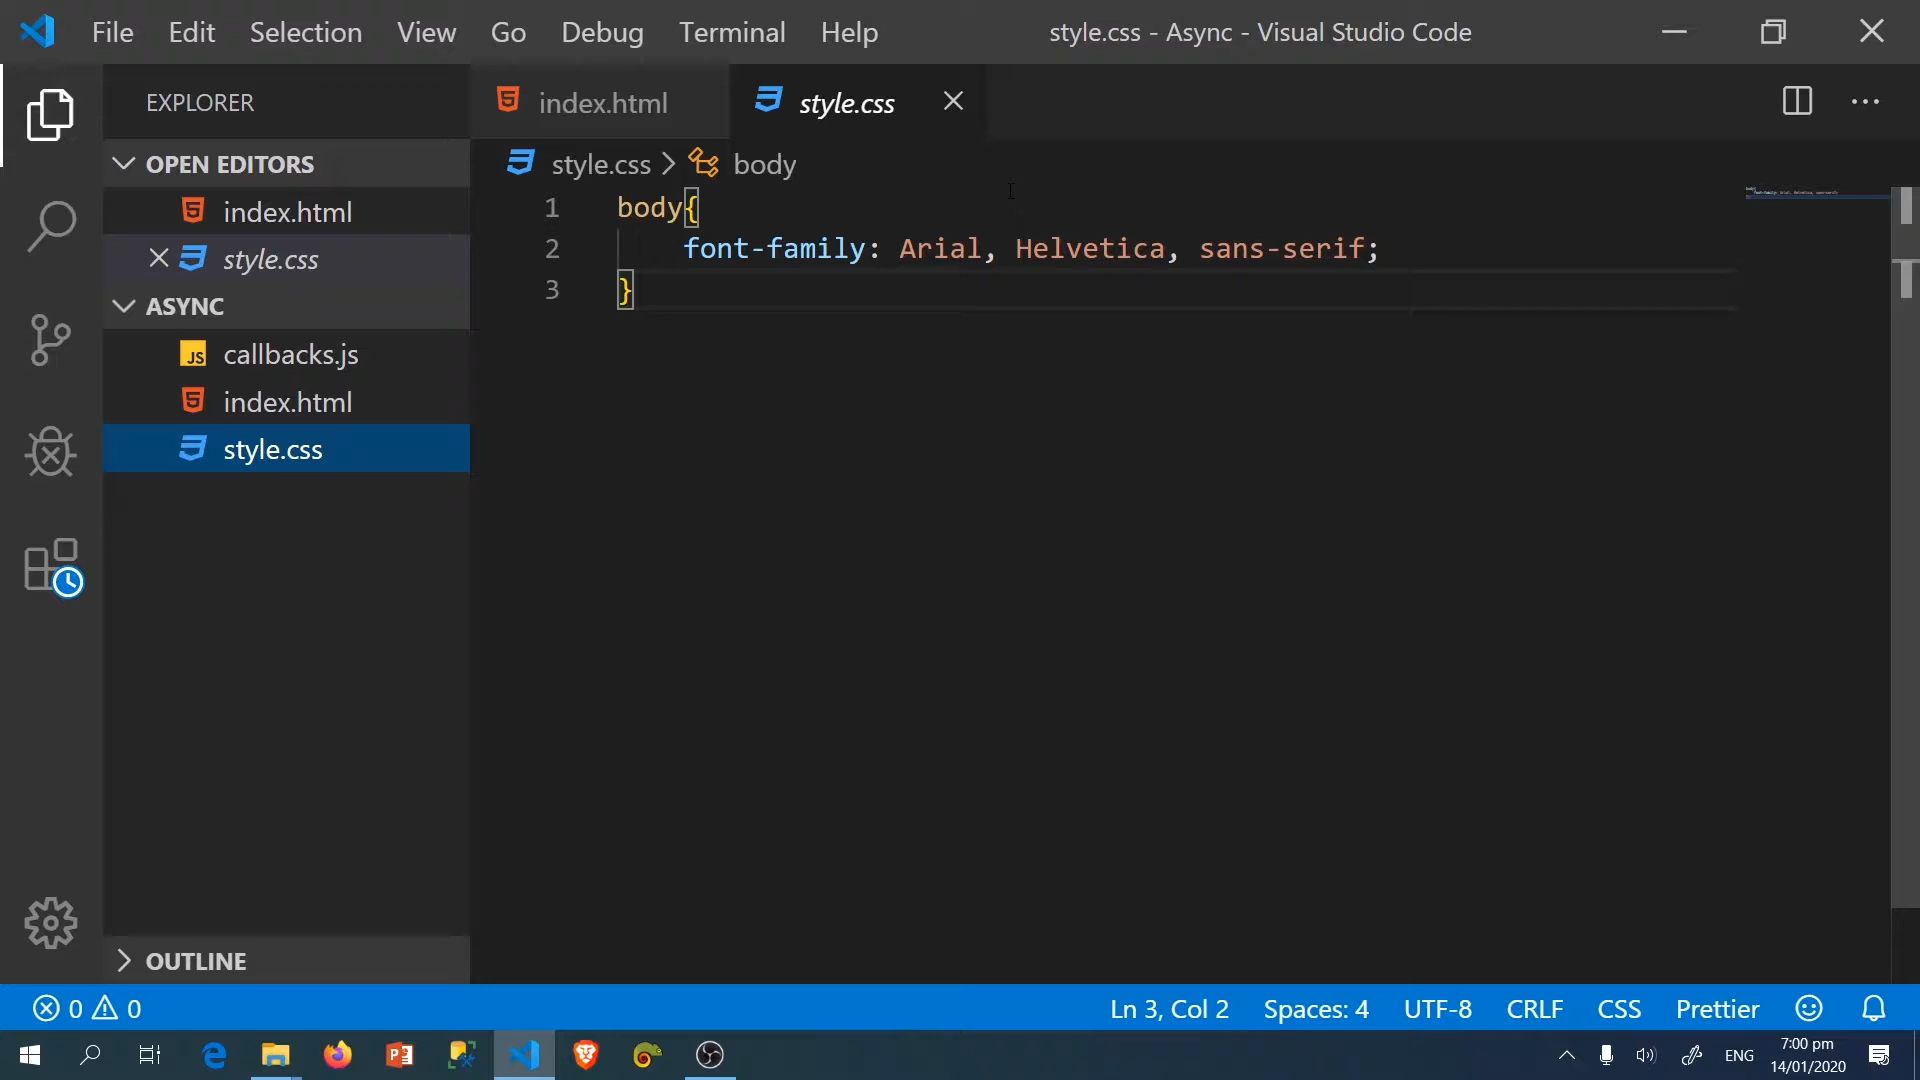 File Edit Selection View Go Debug Terminal Help style.css - Async - Visual Studio Code
EXPLORER
OPEN EDITORS
index.html
style.css
ASYNC
JS callbacks.js
index.html
style.css
OUTLINE
index.html style.css
style.css > body
1 body{
2 font-family: Arial, Helvetica, sans-serif;
3 }
0 0 Ln 3, Col 2 Spaces: 4 UTF-8 CRLF CSS Prettier
ENG 7:00 pm
14/01/2020